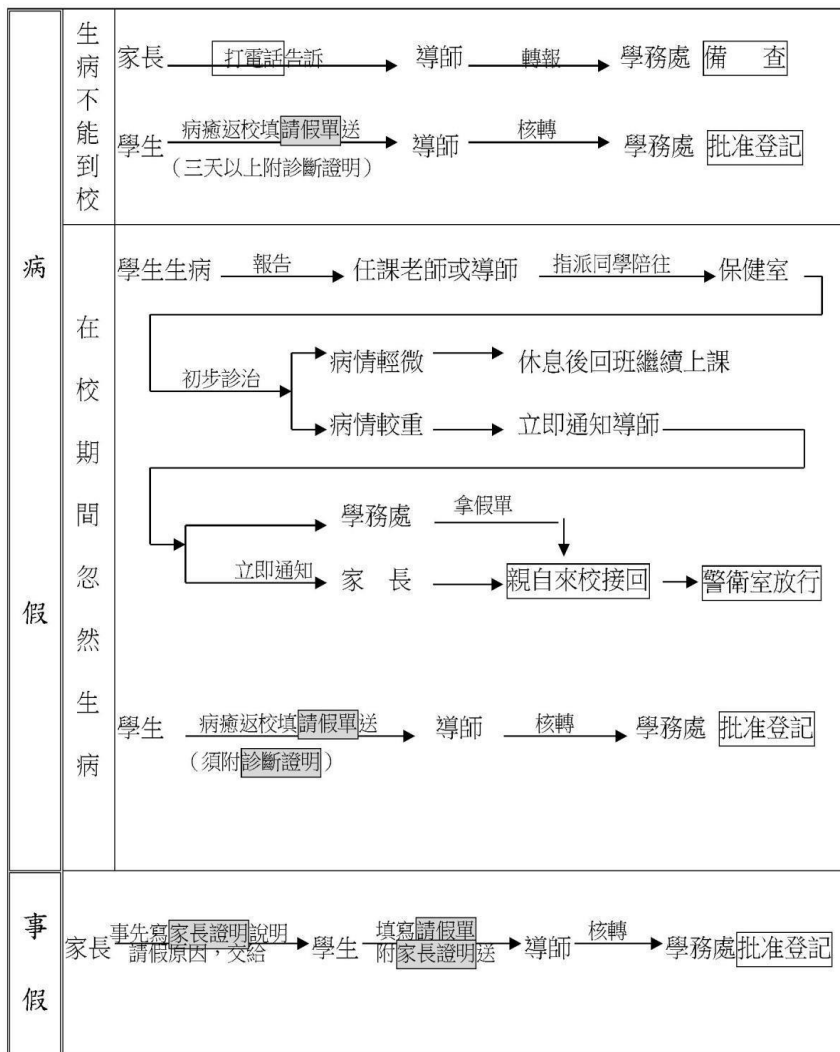 病假
生病不能到校
家長 打電話告訴 導師 轉報 學務處 備 查
學生 病癒返校填請假單送 導師 核轉 學務處 批准登記
（三天以上附診斷證明）
在校期間忽然生病
學生生病 報告 任課老師或導師 指派同學陪往 保健室
初步診治
病情輕微 休息後回班繼續上課
病情較重 立即通知導師
學務處 拿假單
立即通知 家 長 親自來校接回 警衛室放行
學生 病癒返校填請假單送 導師 核轉 學務處 批准登記
（須附診斷證明）
事假
家長 事先寫家長證明說明 學生 填寫請假單 導師 核轉 學務處 批准登記
請假原因，交給 附家長證明送